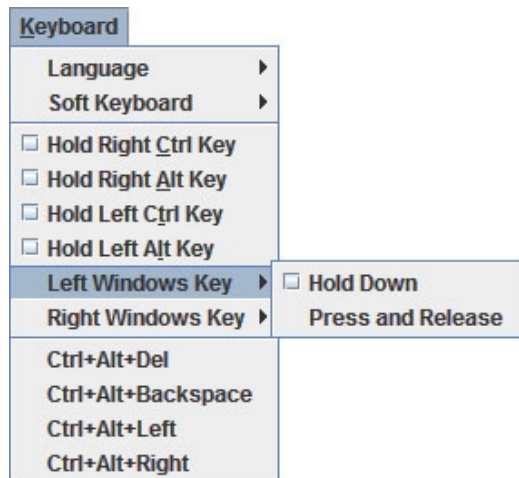 Keyboard
Language
Soft Keyboard
Hold Right Ctrl Key
Hold Right Alt Key
Hold Left Ctrl Key
Hold Left Alt Key
Left Windows Key
Hold Down
Right Windows Key
Press and Release
Ctrl+Alt+Del
Ctrl+Alt+Backspace
Ctrl+Alt+Left
Ctrl+Alt+Right